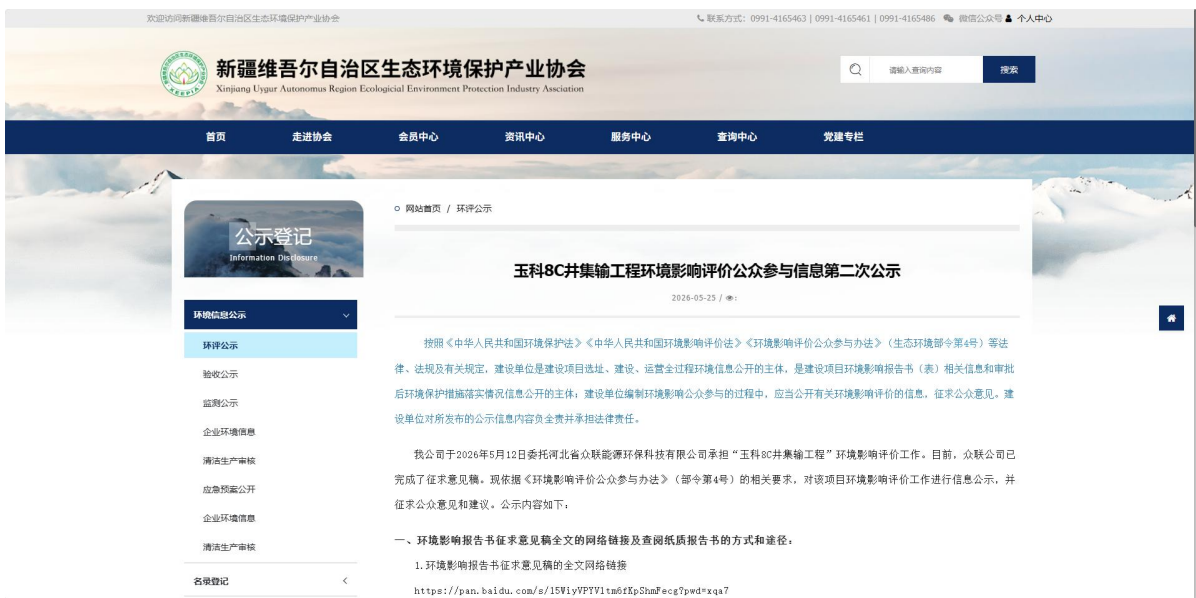 欢迎访问新疆维吾尔自治区生态环境保护产业协会
联系方式：0991-4165463 | 0991-4165461 | 0991-4165486 微信公众号 个人中心
新疆维吾尔自治区生态环境保护产业协会
Xinjiang Uygur Autonomus Region Ecologicial Environment Protection Industry Assciation
请输入查询内容
搜索
首页 走进协会 会员中心 资讯中心 服务中心 查询中心 党建专栏
公示登记
Information Disclosure
环境信息公示
环评公示
验收公示
监测公示
企业环境信息
清洁生产审核
应急预案公开
企业环境信息
清洁生产审核
名录登记
网站首页 / 环评公示
玉科8C井集输工程环境影响评价公众参与信息第二次公示
2026-05-25 / :
按照《中华人民共和国环境保护法》《中华人民共和国环境影响评价法》《环境影响评价公众参与办法》（生态环境部令第4号）等法
律、法规及有关规定，建设单位是建设项目选址、建设、运营全过程环境信息公开的主体，是建设项目环境影响报告书（表）相关信息和审批
后环境保护措施落实情况信息公开的主体；建设单位编制环境影响公众参与的过程中，应当公开有关环境影响评价的信息，征求公众意见。建
设单位对所发布的公示信息内容负全责并承担法律责任。
我公司于2026年5月12日委托河北省众联能源环保科技有限公司承担“玉科8C井集输工程”环境影响评价工作。目前，众联公司已
完成了征求意见稿。现依据《环境影响评价公众参与办法》（部令第4号）的相关要求，对该项目环境影响评价工作进行信息公示，并
征求公众意见和建议。公示内容如下：
一、环境影响报告书征求意见稿全文的网络链接及查阅纸质报告书的方式和途径：
1.环境影响报告书征求意见稿的全文网络链接
https://pan.baidu.com/s/15WiyVPYV1tm6fKpShmFecg?pwd=xqa7